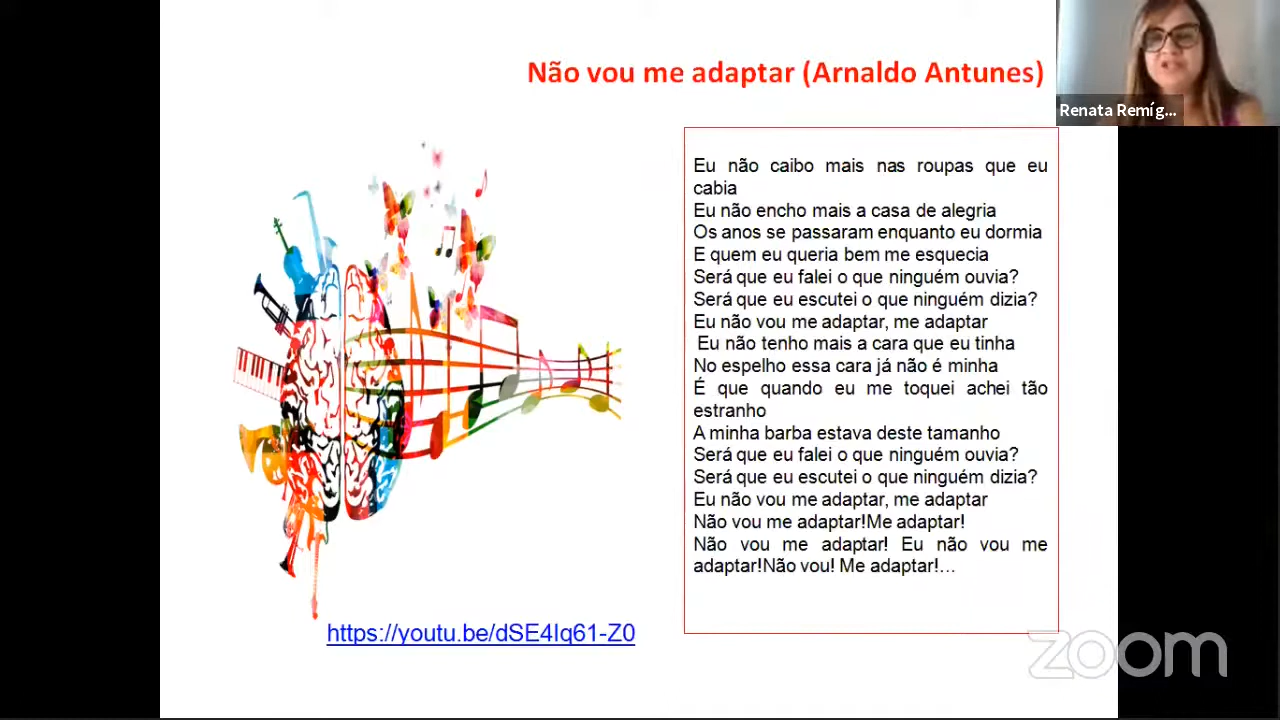 Não vou me adaptar (Arnaldo Antunes)
Renata Remíg...
Eu não caibo mais nas roupas que eu
cabia
Eu não encho mais a casa de alegria
Os anos se passaram enquanto eu dormia
E quem eu queria bem me esquecia
Será que eu falei o que ninguém ouvia?
Será que eu escutei o que ninguém dizia?
Eu não vou me adaptar, me adaptar
Eu não tenho mais a cara que eu tinha
No espelho essa cara já não é minha
É que quando eu me toquei achei tão
estranho
A minha barba estava deste tamanho
Será que eu falei o que ninguém ouvia?
Será que eu escutei o que ninguém dizia?
Eu não vou me adaptar, me adaptar
Não vou me adaptar!Me adaptar!
Não vou me adaptar! Eu não vou me
adaptar!Não vou! Me adaptar!...
https://youtu.be/dSE4Iq61-Z0
zoom